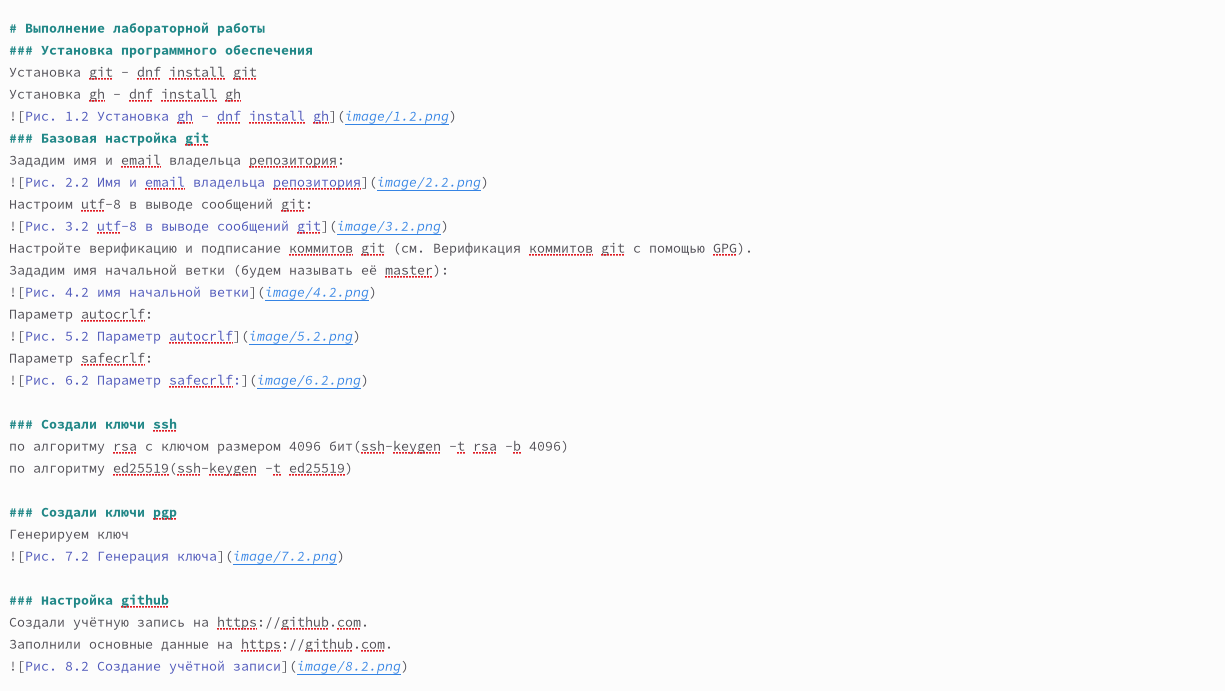 # Выполнение лабораторной работы
### Установка программного обеспечения
Установка git - dnf install git
Установка gh - dnf install gh
![Рис. 1.2 Установка gh - dnf install gh](image/1.2.png)
### Базовая настройка git
Зададим имя и email владельца репозитория:
![Рис. 2.2 Имя и email владельца репозитория](image/2.2.png)
Настроим utf-8 в выводе сообщений git:
![Рис. 3.2 utf-8 в выводе сообщений git](image/3.2.png)
Настройте верификацию и подписание коммитов git (см. Верификация коммитов git с помощью GPG).
Зададим имя начальной ветки (будем называть её master):
![Рис. 4.2 имя начальной ветки](image/4.2.png)
Параметр autocrlf:
![Рис. 5.2 Параметр autocrlf](image/5.2.png)
Параметр safecrlf:
![Рис. 6.2 Параметр safecrlf:](image/6.2.png)
### Создали ключи ssh
по алгоритму rsa с ключом размером 4096 бит(ssh-keygen -t rsa -b 4096)
по алгоритму ed25519(ssh-keygen -t ed25519)
### Создали ключи pgp
Генерируем ключ
![Рис. 7.2 Генерация ключа](image/7.2.png)
### Настройка github
Создали учётную запись на https://github.com.
Заполнили основные данные на https://github.com.
![Рис. 8.2 Создание учётной записи](image/8.2.png)